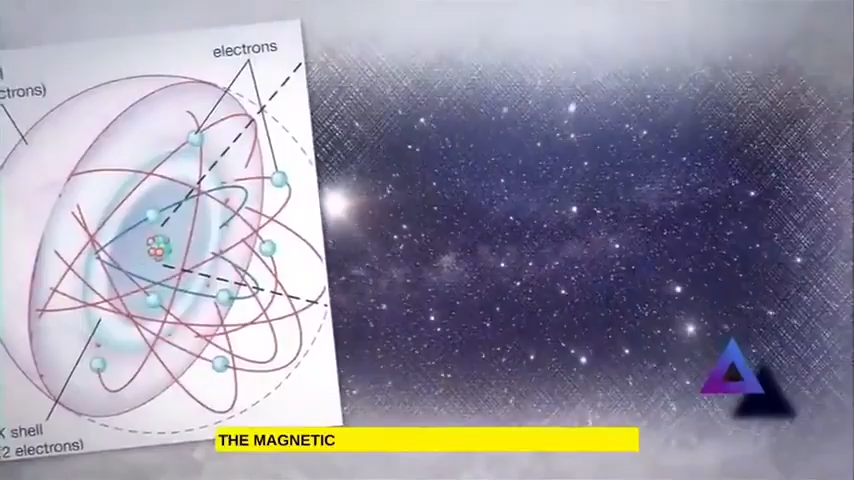 electrons
ctrons)
K shell
(2 electrons)
THE MAGNETIC